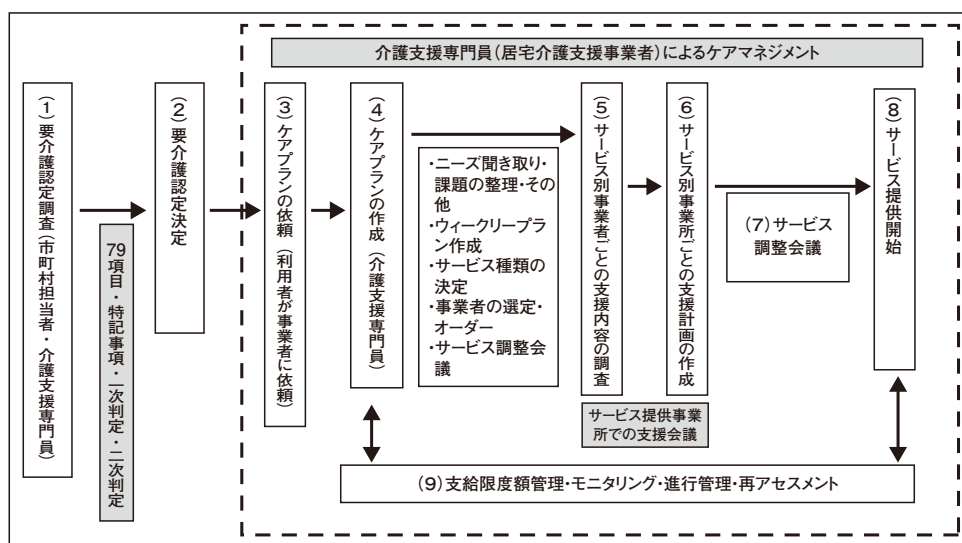 介護支援専門員(居宅介護支援事業者)によるケアマネジメント
(1)要介護認定調査(市町村担当者・介護支援専門員)
79項目・特記事項・一次判定・二次判定
(2)要介護認定決定
(3)ケアプランの依頼(利用者が事業者に依頼)
(4)ケアプランの作成(介護支援専門員)
・ニーズ聞き取り・
課題の整理・その
他
・ウィークリープラ
ン作成
・サービス種類の
決定
・事業者の選定・
オーダー
・サービス調整会
議
(5)サービス別事業者ごとの支援内容の調査
(6)サービス別事業所ごとの支援計画の作成
サービス提供事業
所での支援会議
(7)サービス
調整会議
(8)サービス提供開始
(9)支給限度額管理・モニタリング・進行管理・再アセスメント